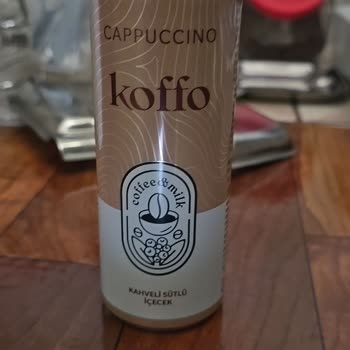 CAPPUCCINO
koffo
coffee&milk
KAHVELİ SÜTLÜ
İÇECEK